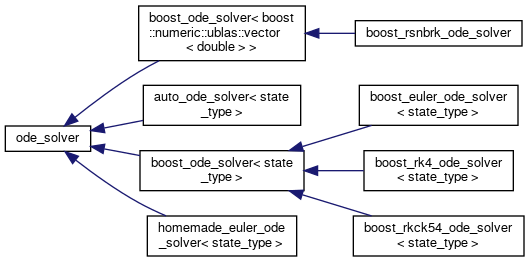 boost_ode_solver< boost
::numeric::ublas::vector
< double > >
boost_rsnbrk_ode_solver
auto_ode_solver< state
_type >
boost_euler_ode_solver
< state_type >
ode_solver
boost_ode_solver< state
_type >
boost_rk4_ode_solver
< state_type >
homemade_euler_ode
_solver< state_type >
boost_rkck54_ode_solver
< state_type >